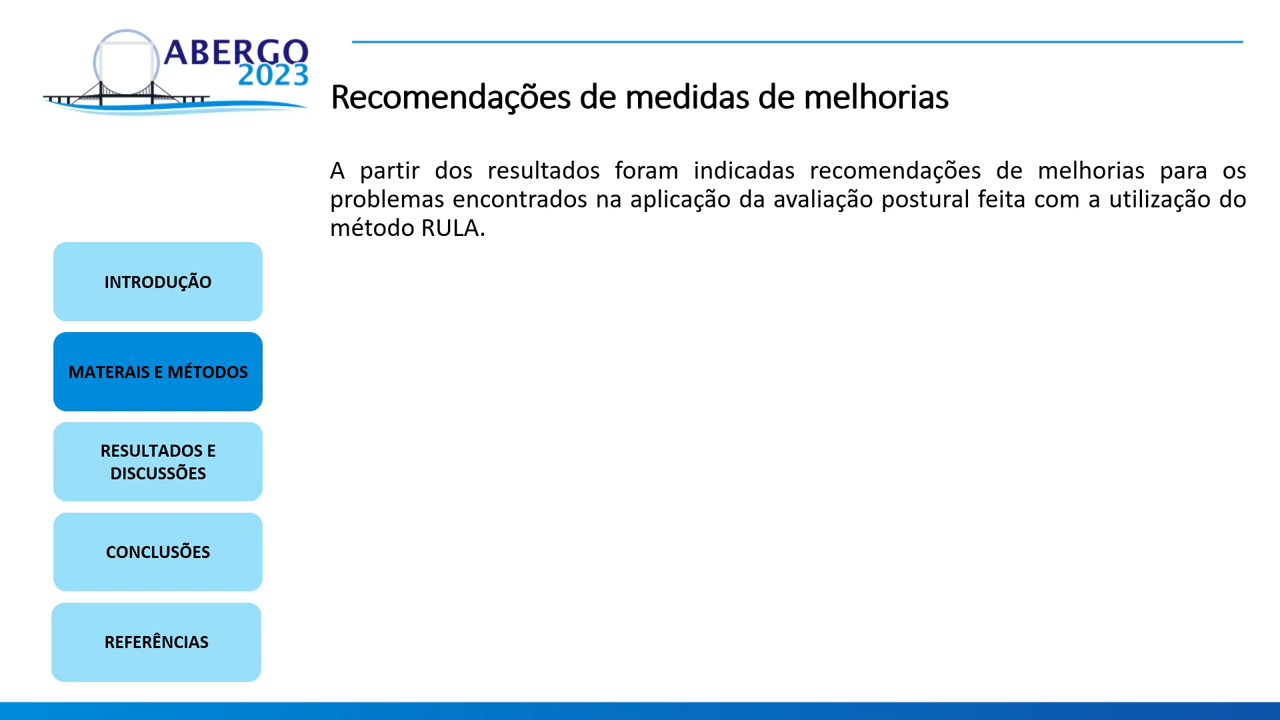 ABERGO
2023
Recomendações de medidas de melhorias
A partir dos resultados foram indicadas recomendações de melhorias para os
problemas encontrados na aplicação da avaliação postural feita com a utilização do
método RULA.
INTRODUÇÃO
MATERAIS E MÉTODOS
RESULTADOS E
DISCUSSÕES
CONCLUSÕES
REFERÊNCIAS